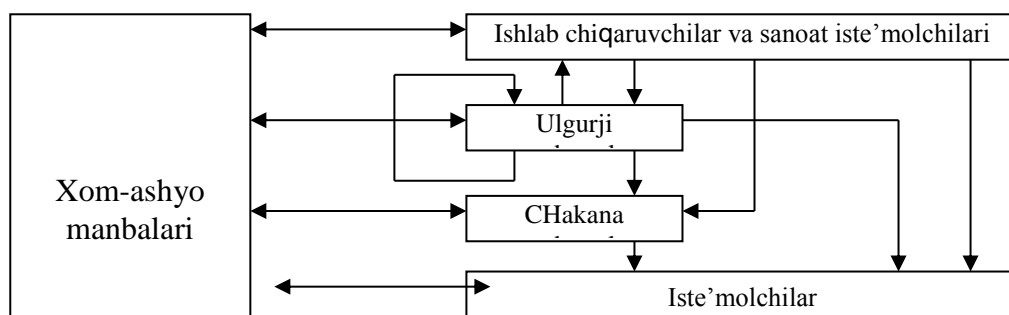 Ishlab chiqaruvchilar va sanoat iste’molchilari
Ulgurji
Xom-ashyo
manbalari
CHakana
Iste’molchilar